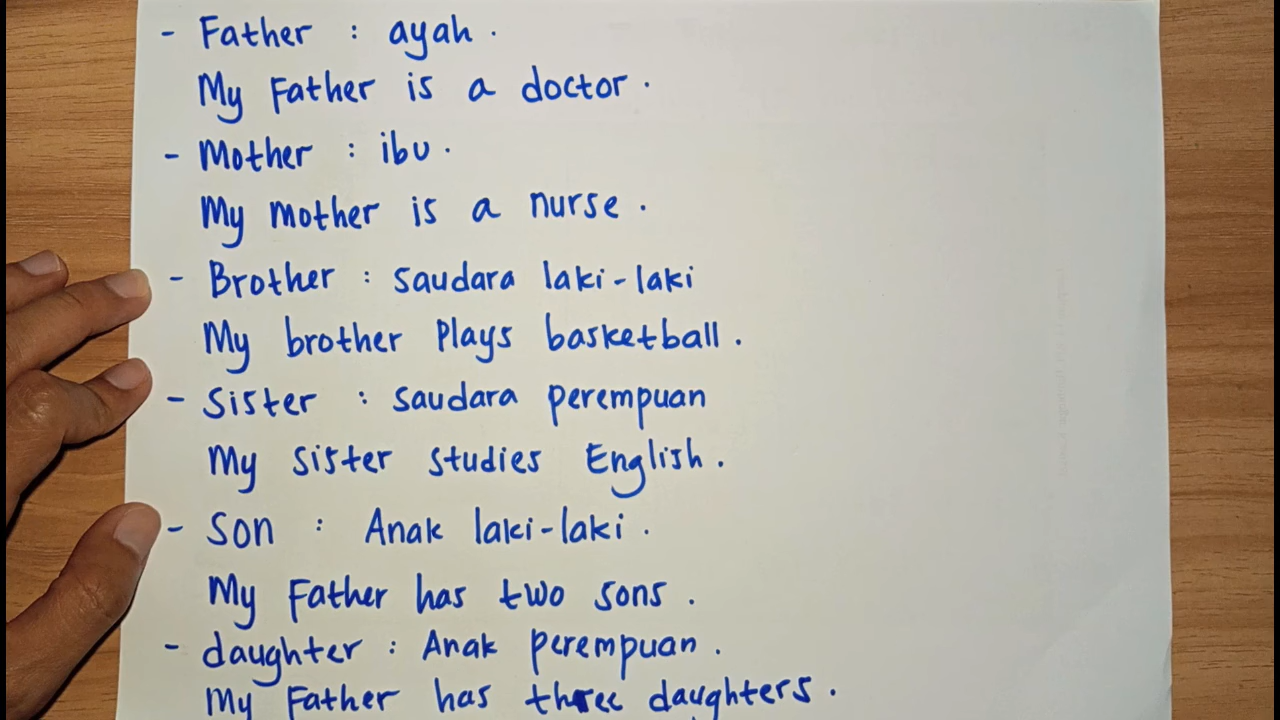 - Father : ayah .
My Father is a doctor .
- Mother : ibu .
My mother is a nurse .
- Brother : saudara laki-laki
My brother Plays basketball .
- Sister : saudara perempuan
My sister studies English .
- Son : Anak laki-laki .
My Father has two sons .
- daughter : Anak perempuan .
My Father has three daughters .